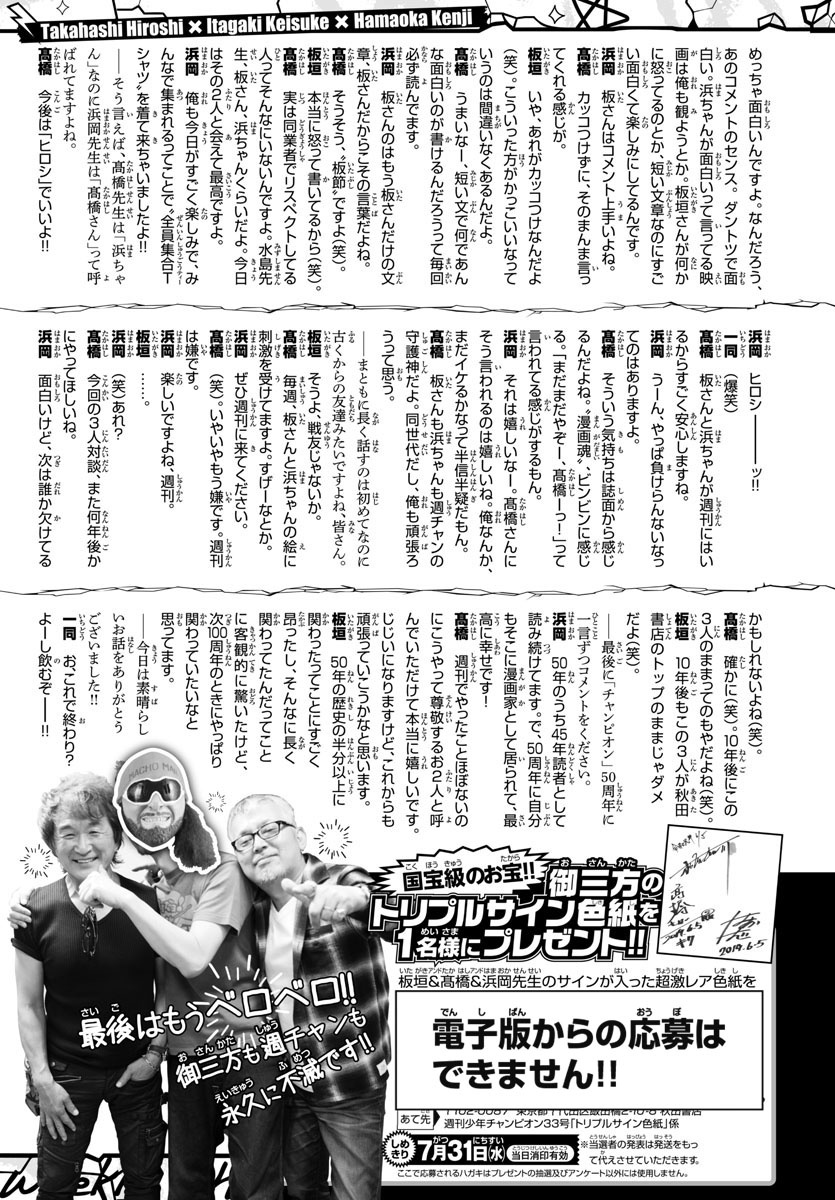 Takahashi Hiroshi × Itagaki Keisuke × Hamaoka Kenji
めっちゃ面白いんですよ。なんだろう、
あのコメントのセンス。ダントツで面
白い。浜ちゃんが面白いって言ってる映
画は俺も観ようとか。板垣さんが何か
に怒ってるのとか、短い文章なのにすご
い面白くて楽しみにしてるんです。
浜岡 板さんはコメント上手いよね。
髙橋 カッコつけずに、そのまんま言っ
てくれる感じが。
板垣 いや、あれがカッコつけなんだよ
(笑)。こういった方がかっこいいなって
いうのは間違いなくあるんだよ。
髙橋 うまいなー、短い文で何であん
な面白いのが書けるんだろうって毎回
必ず読んでます。
浜岡 板さんのはもう板さんだけの文
章、板さんだからこその言葉だよね。
髙橋 そうそう、〝板節〟ですよ(笑)。
板垣 本当に怒って書いてるから(笑)。
髙橋 実は同業者でリスペクトしてる
人ってそんなにいないんですよ。水島先
生、板さん、浜ちゃんくらいだよ。今日
はその2人と会えて最高ですよ。
浜岡 俺も今日がすごく楽しみで、み
んなで集まれるってことで〝全員集合T
シャツ〟を着て来ちゃいましたよ!!
――そう言えば、髙橋先生は「浜ちゃ
ん」なのに浜岡先生は「髙橋さん」って呼
ばれてますよね。
髙橋 今後は「ヒロシ」でいいよ!!
浜岡 ヒロシ――ッ!!
一同 (爆笑)
髙橋 板さんと浜ちゃんが週刊にはい
るからすごく安心しますね。
浜岡 うーん、やっぱ負けらんないなっ
てのはありますよ。
髙橋 そういう気持ちは誌面から感じ
るんだよね。〝漫画魂〟、ビンビンに感じ
る。「まだまだやぞー、髙橋ーっ!」って
言われてる感じがするもん。
浜岡 それは嬉しいなー。髙橋さんに
そう言われるのは嬉しいね。俺なんか、
まだイケるかなって半信半疑だもん。
髙橋 板さんも浜ちゃんも週チャンの
守護神だよ。同世代だし、俺も頑張ろ
うって思う。
――まともに長く話すのは初めてなのに
古くからの友達みたいですよね、皆さん。
板垣 そうよ、戦友じゃないか。
髙橋 毎週、板さんと浜ちゃんの絵に
刺激を受けてますよ。すげーなとか。
浜岡 ぜひ週刊に来てください。
髙橋 (笑)。いやいやもう嫌です。週刊
は嫌です。
浜岡 楽しいですよね、週刊。
板垣 ……。
浜岡 (笑)あれ?
髙橋 今回の3人対談、また何年後か
にやってほしいね。
浜岡 面白いけど、次は誰か欠けてる
かもしれないよね(笑)。
髙橋 確かに(笑)。10年後にこの
3人のままってのもやだよね(笑)。
板垣 10年後もこの3人が秋田
書店のトップのままじゃダメ
だよ(笑)。
――最後に「チャンピオン」50周年に
一言ずつコメントをください。
浜岡 50年のうち45年読者として
読み続けてます。で、50周年に自分
もそこに漫画家として居られて、最
高に幸せです!
髙橋 週刊でやったことほぼないの
にこうやって尊敬するお2人と呼
んでいただけて本当に嬉しいです。
じじいになりますけど、これからも
頑張っていこうかなと思います。
板垣 50年の歴史の半分以上に
関わったってことにすごく
昂ったし、そんなに長く
関わってたんだってこと
に客観的に驚いたけど、
次100周年のときにやっぱり
関わっていたいなと
思ってます。
――今日は素晴らし
いお話をありがとう
ございました!!
一同 お、これで終わり?
よーし飲むぞ――!!
MACHO MA
最後はもうベロベロ!!
御三方も週チャンも
永久に不滅です!!
国宝級のお宝!!
御三方の
トリプルサイン色紙を
1名様にプレゼント!!
2019.6.5
板垣&髙橋&浜岡先生のサインが入った超激レア色紙を
電子版からの応募は
できません!!
あて先
〒102-0087 東京都千代田区飯田橋2-10-8 秋田書店
週刊少年チャンピオン33号「トリプルサイン色紙」係
しめきり 7月31日(水) 当日消印有効
※当選者の発表は発送をもっ
て代えさせていただきます。
ここで応募されるハガキはプレゼントの抽選及びアンケート以外には使用しません。